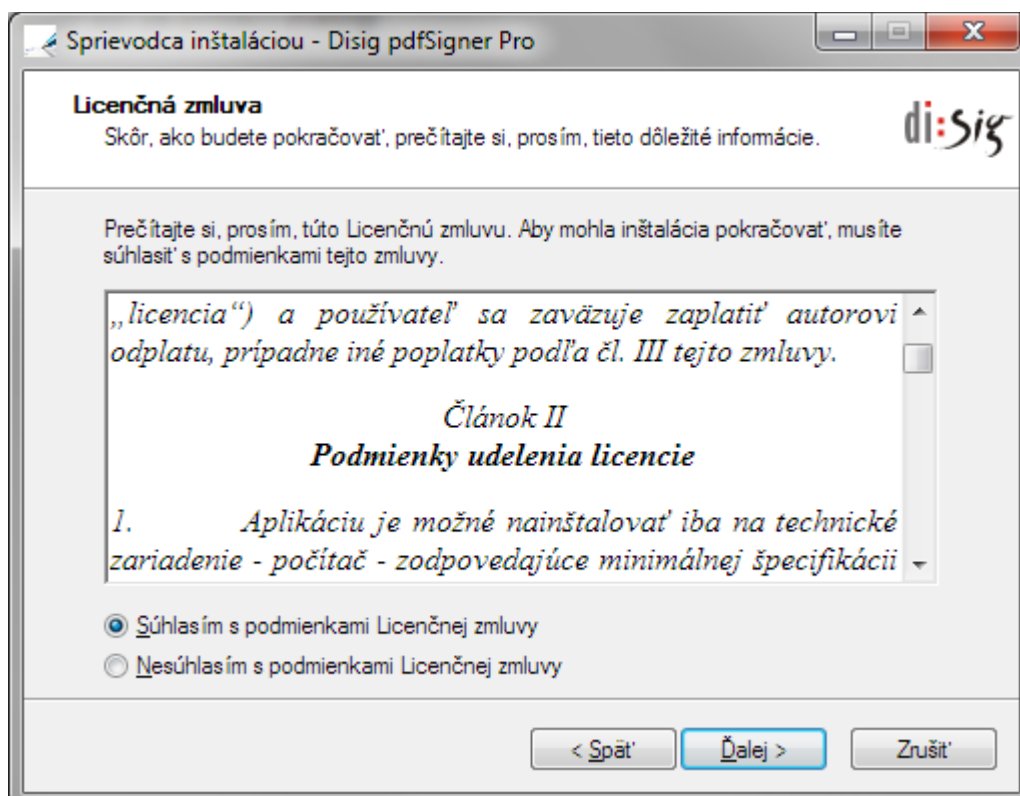 Sprievodca inštaláciou - Disig pdfSigner Pro
Licenčná zmluva
Skôr, ako budete pokračovať, prečítajte si, prosím, tieto dôležité informácie.
di:sig
Prečítajte si, prosím, túto Licenčnú zmluvu. Aby mohla inštalácia pokračovať, musíte
súhlasiť s podmienkami tejto zmluvy.
„licencia“) a používateľ sa zaväzuje zaplatiť autorovi
odplatu, prípadne iné poplatky podľa čl. III tejto zmluvy.
Článok II
Podmienky udelenia licencie
1. Aplikáciu je možné nainštalovať iba na technické
zariadenie - počítač - zodpovedajúce minimálnej špecifikácii
Súhlasím s podmienkami Licenčnej zmluvy
Nesúhlasím s podmienkami Licenčnej zmluvy
< Späť
Ďalej >
Zrušiť